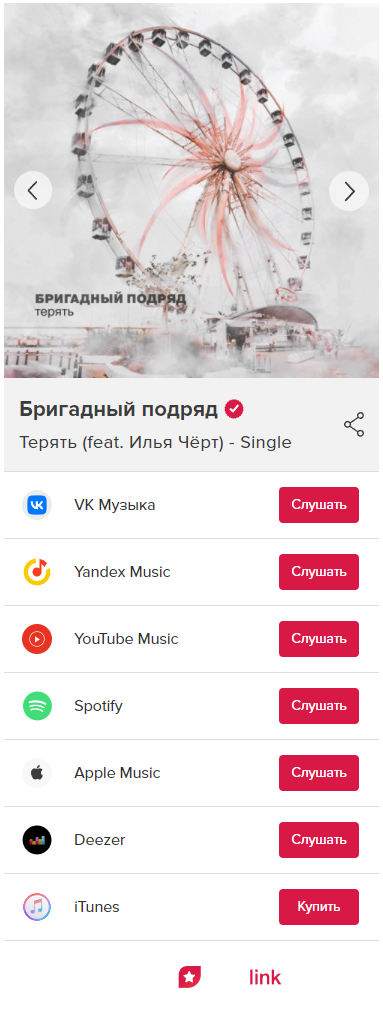 БРИГАДНЫЙ ПОДРЯД
терять
Бригадный подряд
Терять (feat. Илья Чёрт) - Single
VK Музыка
Слушать
Yandex Music
Слушать
YouTube Music
Слушать
Spotify
Слушать
Apple Music
Слушать
Deezer
Слушать
iTunes
Купить
link